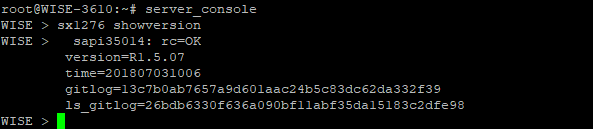 root@WISE-3610:~# server_console
WISE > sx1276 showversion
WISE >   sapi35014: rc=OK
      version=R1.5.07
      time=201807031006
      gitlog=13c7b0ab7657a9d601aac24b5c83dc62da332f39
      ls_gitlog=26bdb6330f636a090bf11abf35da15183c2dfe98
WISE >